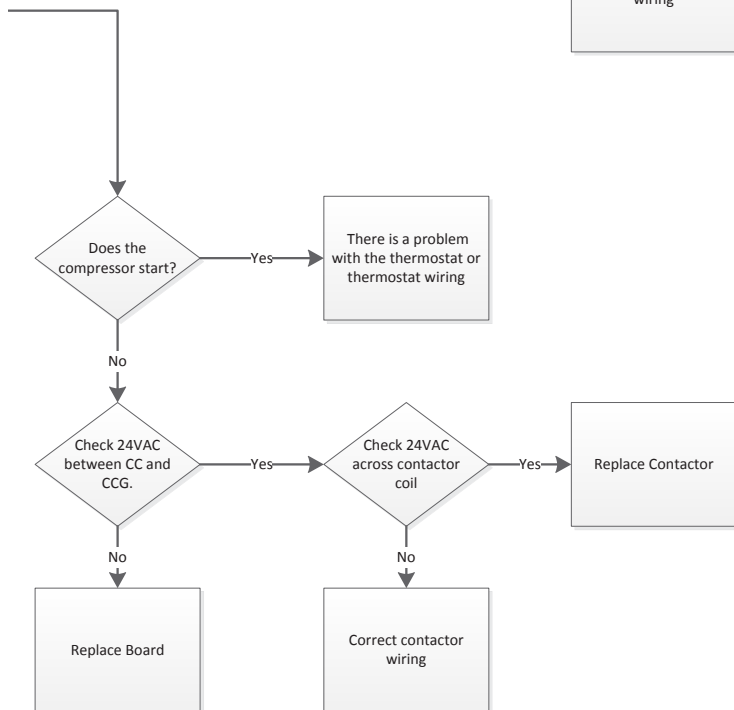 wiring
Does the
compressor start?
Yes
There is a problem
with the thermostat or
thermostat wiring
No
Check 24VAC
between CC and
CCG.
Yes
Check 24VAC
across contactor
coil
Yes
Replace Contactor
No
No
Replace Board
Correct contactor
wiring